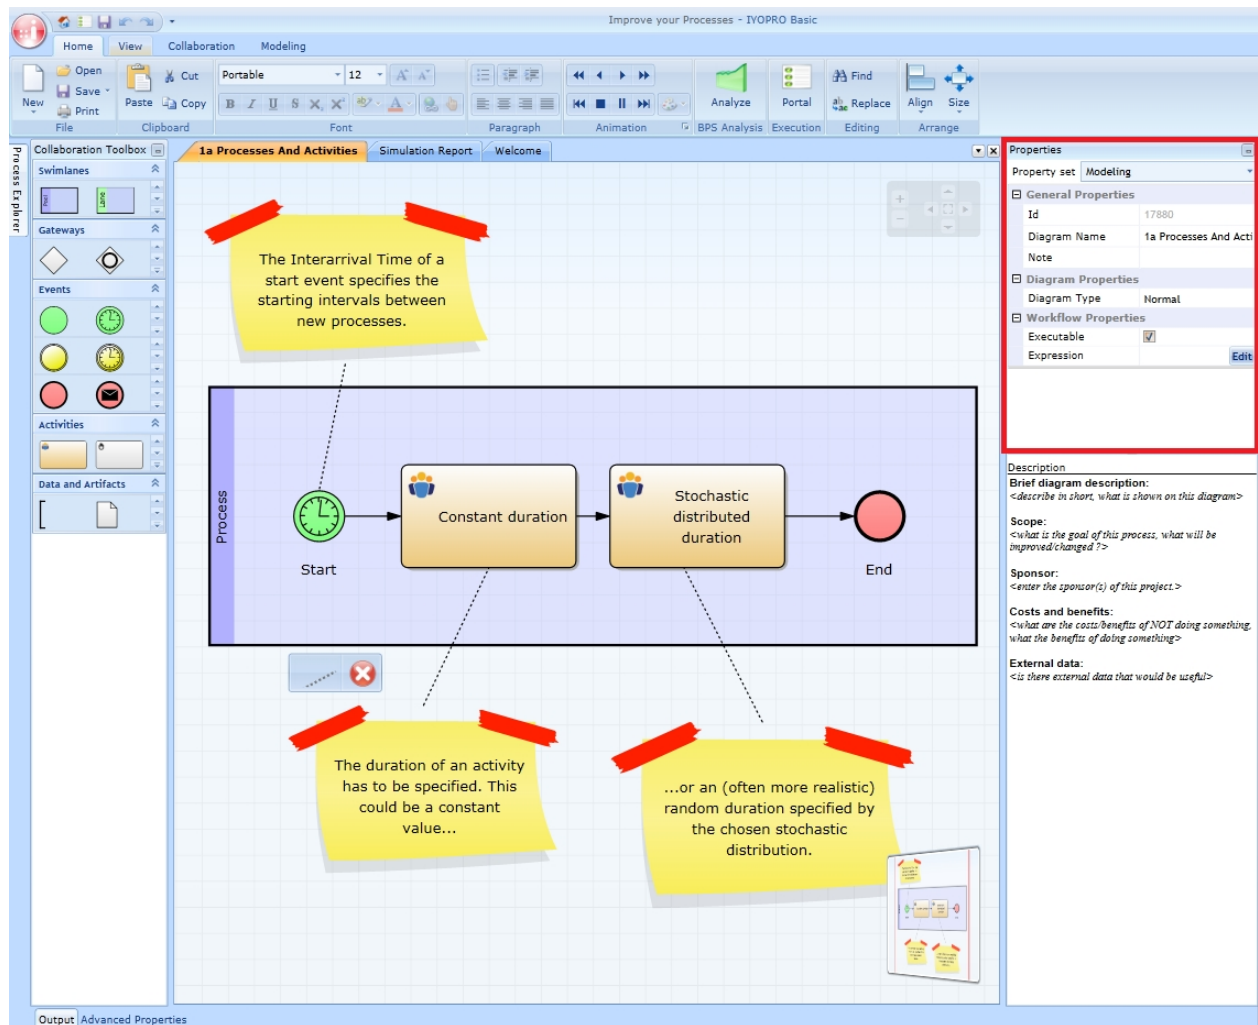 Improve your Processes - IYOPRO Basic
Home View Collaboration Modeling
New
Open
Save
Print
File
Paste
Cut
Copy
Clipboard
Portable 12
B I U S X X
Font
Paragraph
Animation
Analyze
BPS Analysis
Portal
Execution
Find
Replace
Editing
Align
Size
Arrange
Process Explorer
Collaboration Toolbox
Swimlanes
Pool
Lane
Gateways
Events
Activities
Data and Artifacts
1a Processes And Activities Simulation Report Welcome
The Interarrival Time of a
start event specifies the
starting intervals between
new processes.
Process
Start
Constant duration
Stochastic
distributed
duration
End
The duration of an activity
has to be specified. This
could be a constant
value...
...or an (often more realistic)
random duration specified by
the chosen stochastic
distribution.
Properties
Property set Modeling
General Properties
Id 17880
Diagram Name 1a Processes And Acti
Note
Diagram Properties
Diagram Type Normal
Workflow Properties
Executable
Expression Edit
Description
Brief diagram description:
<describe in short, what is shown on this diagram>
Scope:
<what is the goal of this process, what will be
improved/changed ?>
Sponsor:
<enter the sponsor(s) of this project.>
Costs and benefits:
<what are the costs/benefits of NOT doing something,
what the benefits of doing something>
External data:
<is there external data that would be useful>
Output Advanced Properties